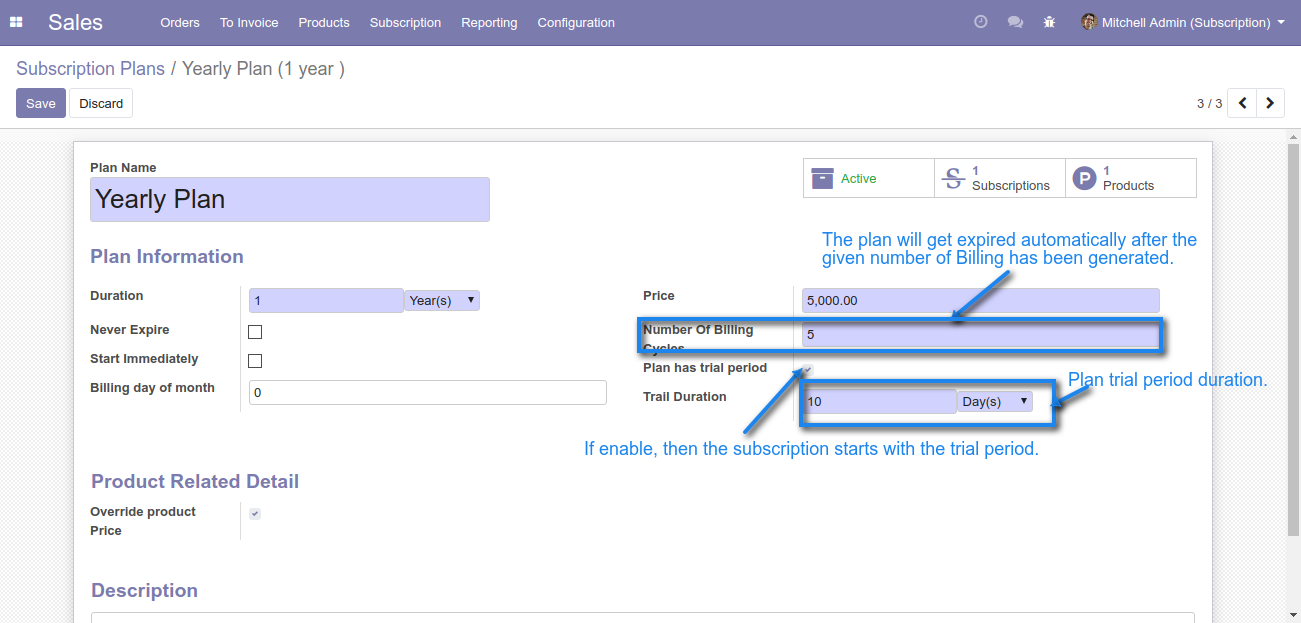 Sales Orders To Invoice Products Subscription Reporting Configuration Mitchell Admin (Subscription)
Subscription Plans / Yearly Plan (1 year )
Save Discard 3 / 3
Plan Name
Yearly Plan
Active
1
Subscriptions
P
1
Products
The plan will get expired automatically after the
given number of Billing has been generated.
Plan Information
Duration 1 Year(s)
Never Expire
Start Immediately
Billing day of month 0
Price 5,000.00
Number Of Billing
Cycles 5
Plan has trial period
Trail Duration 10 Day(s)
Plan trial period duration.
If enable, then the subscription starts with the trial period.
Product Related Detail
Override product
Price
Description